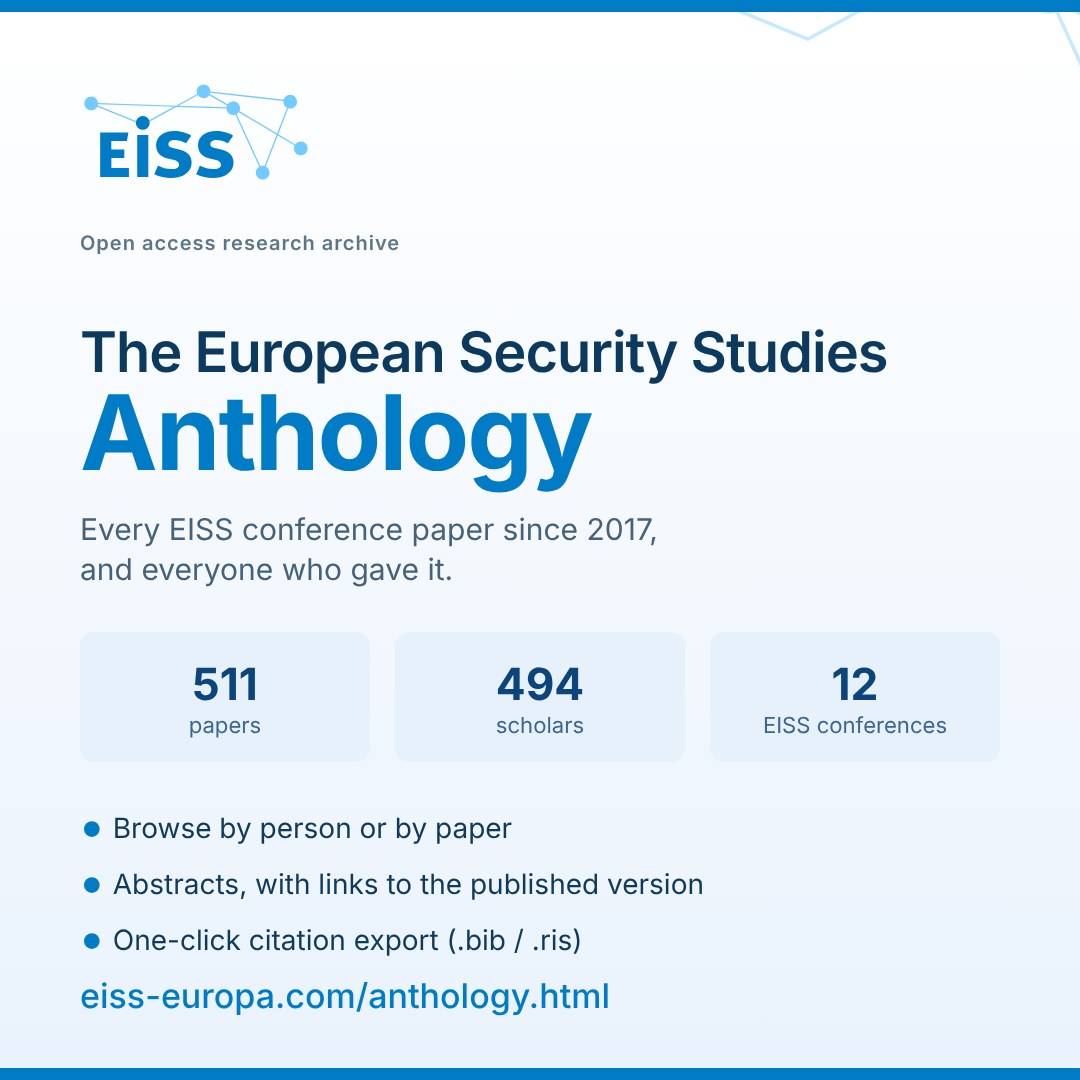 EiSS
Open access research archive
The European Security Studies
Anthology
Every EISS conference paper since 2017,
and everyone who gave it.
511
papers
494
scholars
12
EISS conferences
Browse by person or by paper
Abstracts, with links to the published version
One-click citation export (.bib / .ris)
eiss-europa.com/anthology.html